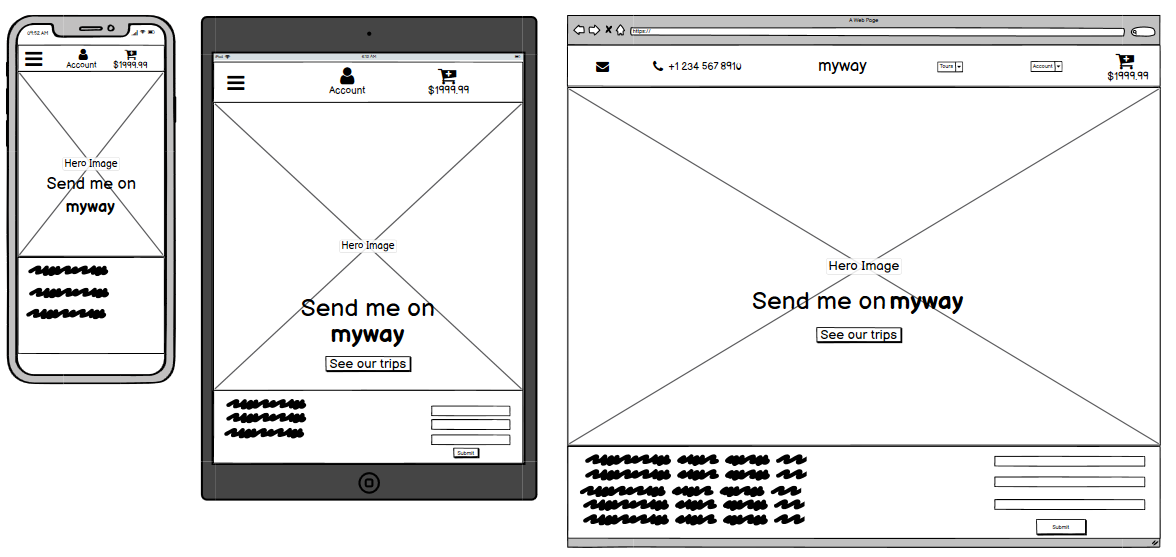 09:52 AM
Account
$1999.99
Hero Image
Send me on
myway
iPod
4:12 AM
Account
$1999.99
Hero Image
Send me on
myway
See our trips
Submit
A Web Page
https://
+1 234 567 8910
myway
Tours
Account
$1999.99
Hero Image
Send me on myway
See our trips
Submit